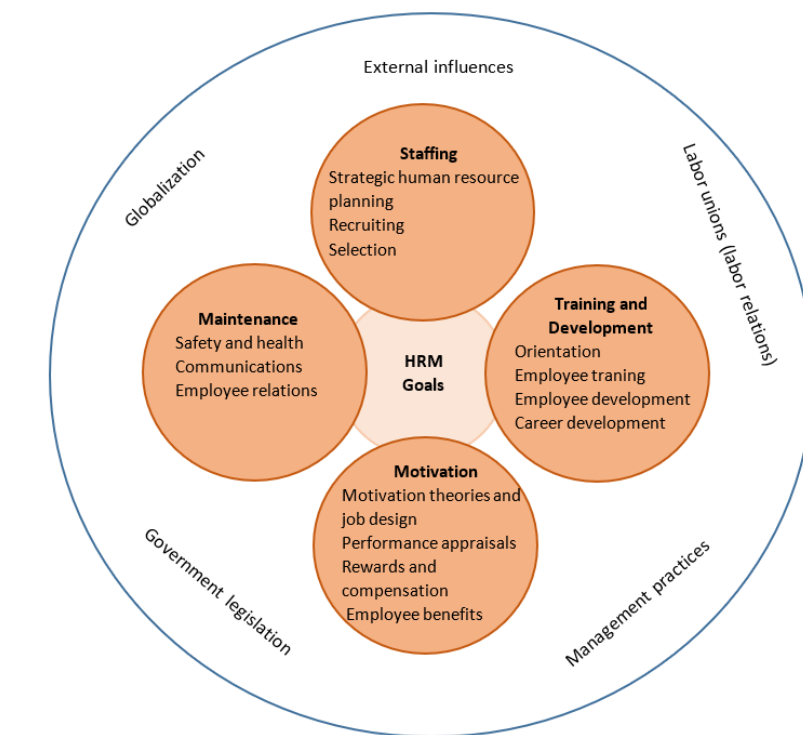 External influences
Globalization
Labor unions (labor relations)
Staffing
Strategic human resource
planning
Recruiting
Selection
Maintenance
Safety and health
Communications
Employee relations
HRM
Goals
Training and
Development
Orientation
Employee traning
Employee development
Career development
Motivation
Motivation theories and
job design
Performance appraisals
Rewards and
compensation
Employee benefits
Government legislation
Management practices